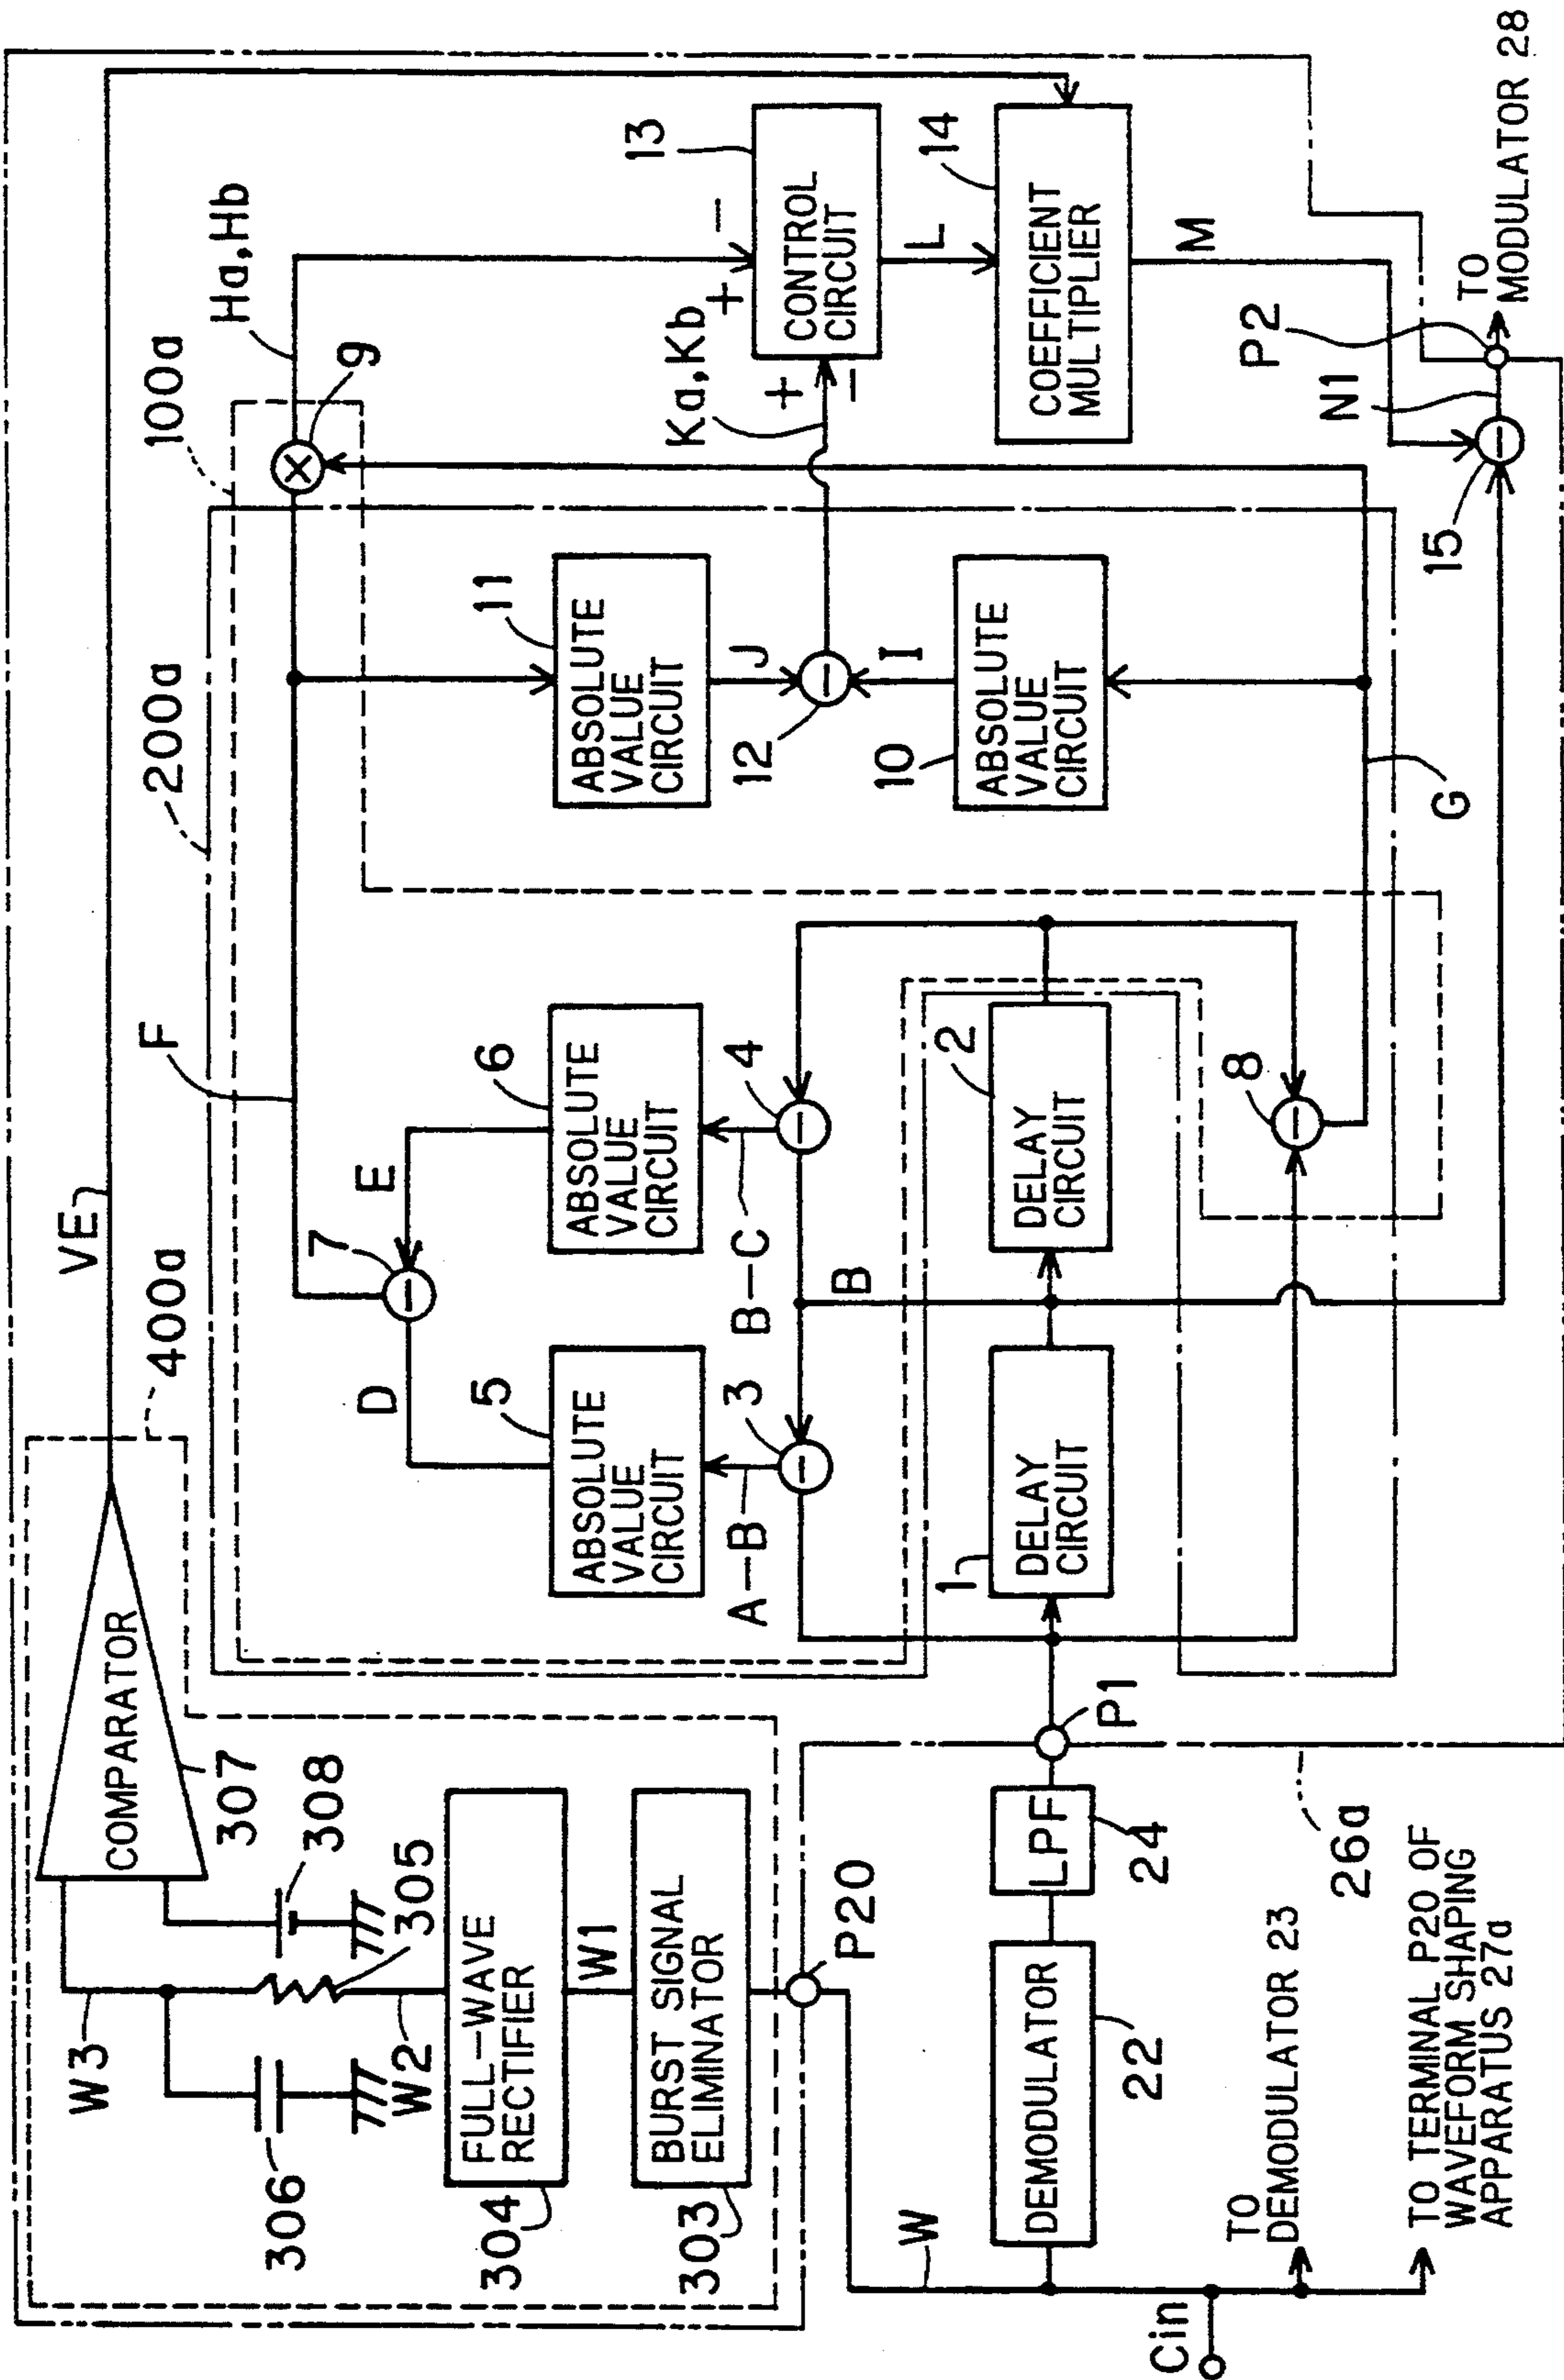 26a
400a
200a
100a
COMPARATOR
307
308
305
306
W3
W2
FULL-WAVE
RECTIFIER
304
W1
BURST SIGNAL
ELIMINATOR
303
P20
VE
F
Ha,Hb
9
7
D
E
ABSOLUTE
VALUE
CIRCUIT
5
ABSOLUTE
VALUE
CIRCUIT
6
ABSOLUTE
VALUE
CIRCUIT
11
J
12
I
ABSOLUTE
VALUE
CIRCUIT
10
Ka,Kb
+
−
+
−
CONTROL
CIRCUIT
13
L
COEFFICIENT
MULTIPLIER
14
M
A−B
3
B−C
4
B
DELAY
CIRCUIT
1
DELAY
CIRCUIT
2
8
G
15
N1
P2
TO
MODULATOR 28
W
DEMODULATOR
22
LPF
24
P1
Cin
TO
DEMODULATOR 23
TO TERMINAL P20 OF
WAVEFORM SHAPING
APPARATUS 27a